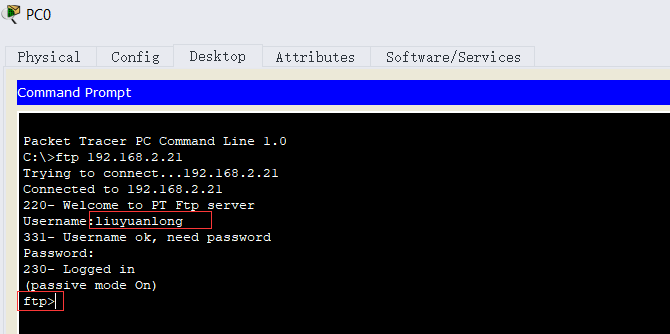 PC0
Physical Config Desktop Attributes Software/Services
Command Prompt
Packet Tracer PC Command Line 1.0
C:\>ftp 192.168.2.21
Trying to connect...192.168.2.21
Connected to 192.168.2.21
220- Welcome to PT Ftp server
Username:liuyuanlong
331- Username ok, need password
Password:
230- Logged in
(passive mode On)
ftp>